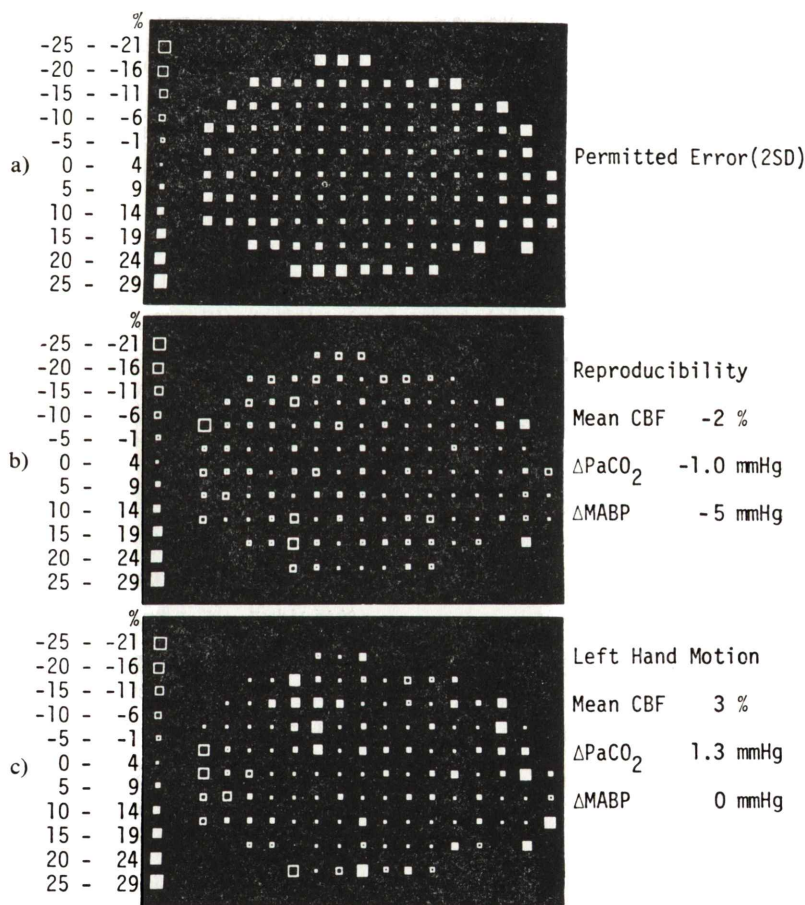 %
-25 - -21
-20 - -16
-15 - -11
-10 - -6
-5 - -1
a) 0 - 4
5 - 9
10 - 14
15 - 19
20 - 24
25 - 29
Permitted Error(2SD)
%
-25 - -21
-20 - -16
-15 - -11
-10 - -6
-5 - -1
b) 0 - 4
5 - 9
10 - 14
15 - 19
20 - 24
25 - 29
Reproducibility
Mean CBF -2 %
ΔPaCO₂ -1.0 mmHg
ΔMABP -5 mmHg
%
-25 - -21
-20 - -16
-15 - -11
-10 - -6
-5 - -1
c) 0 - 4
5 - 9
10 - 14
15 - 19
20 - 24
25 - 29
Left Hand Motion
Mean CBF 3 %
ΔPaCO₂ 1.3 mmHg
ΔMABP 0 mmHg